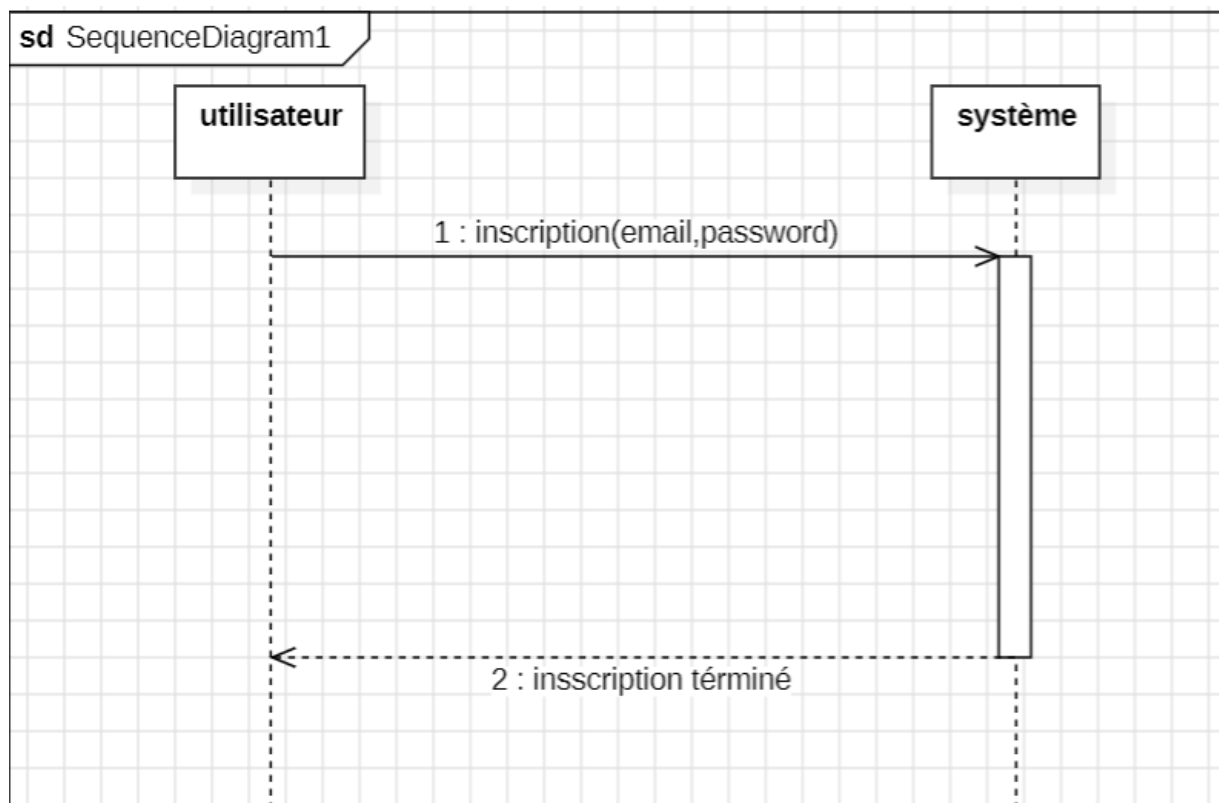 sd SequenceDiagram1
utilisateur
système
1 : inscription(email,password)
2 : insscription términé